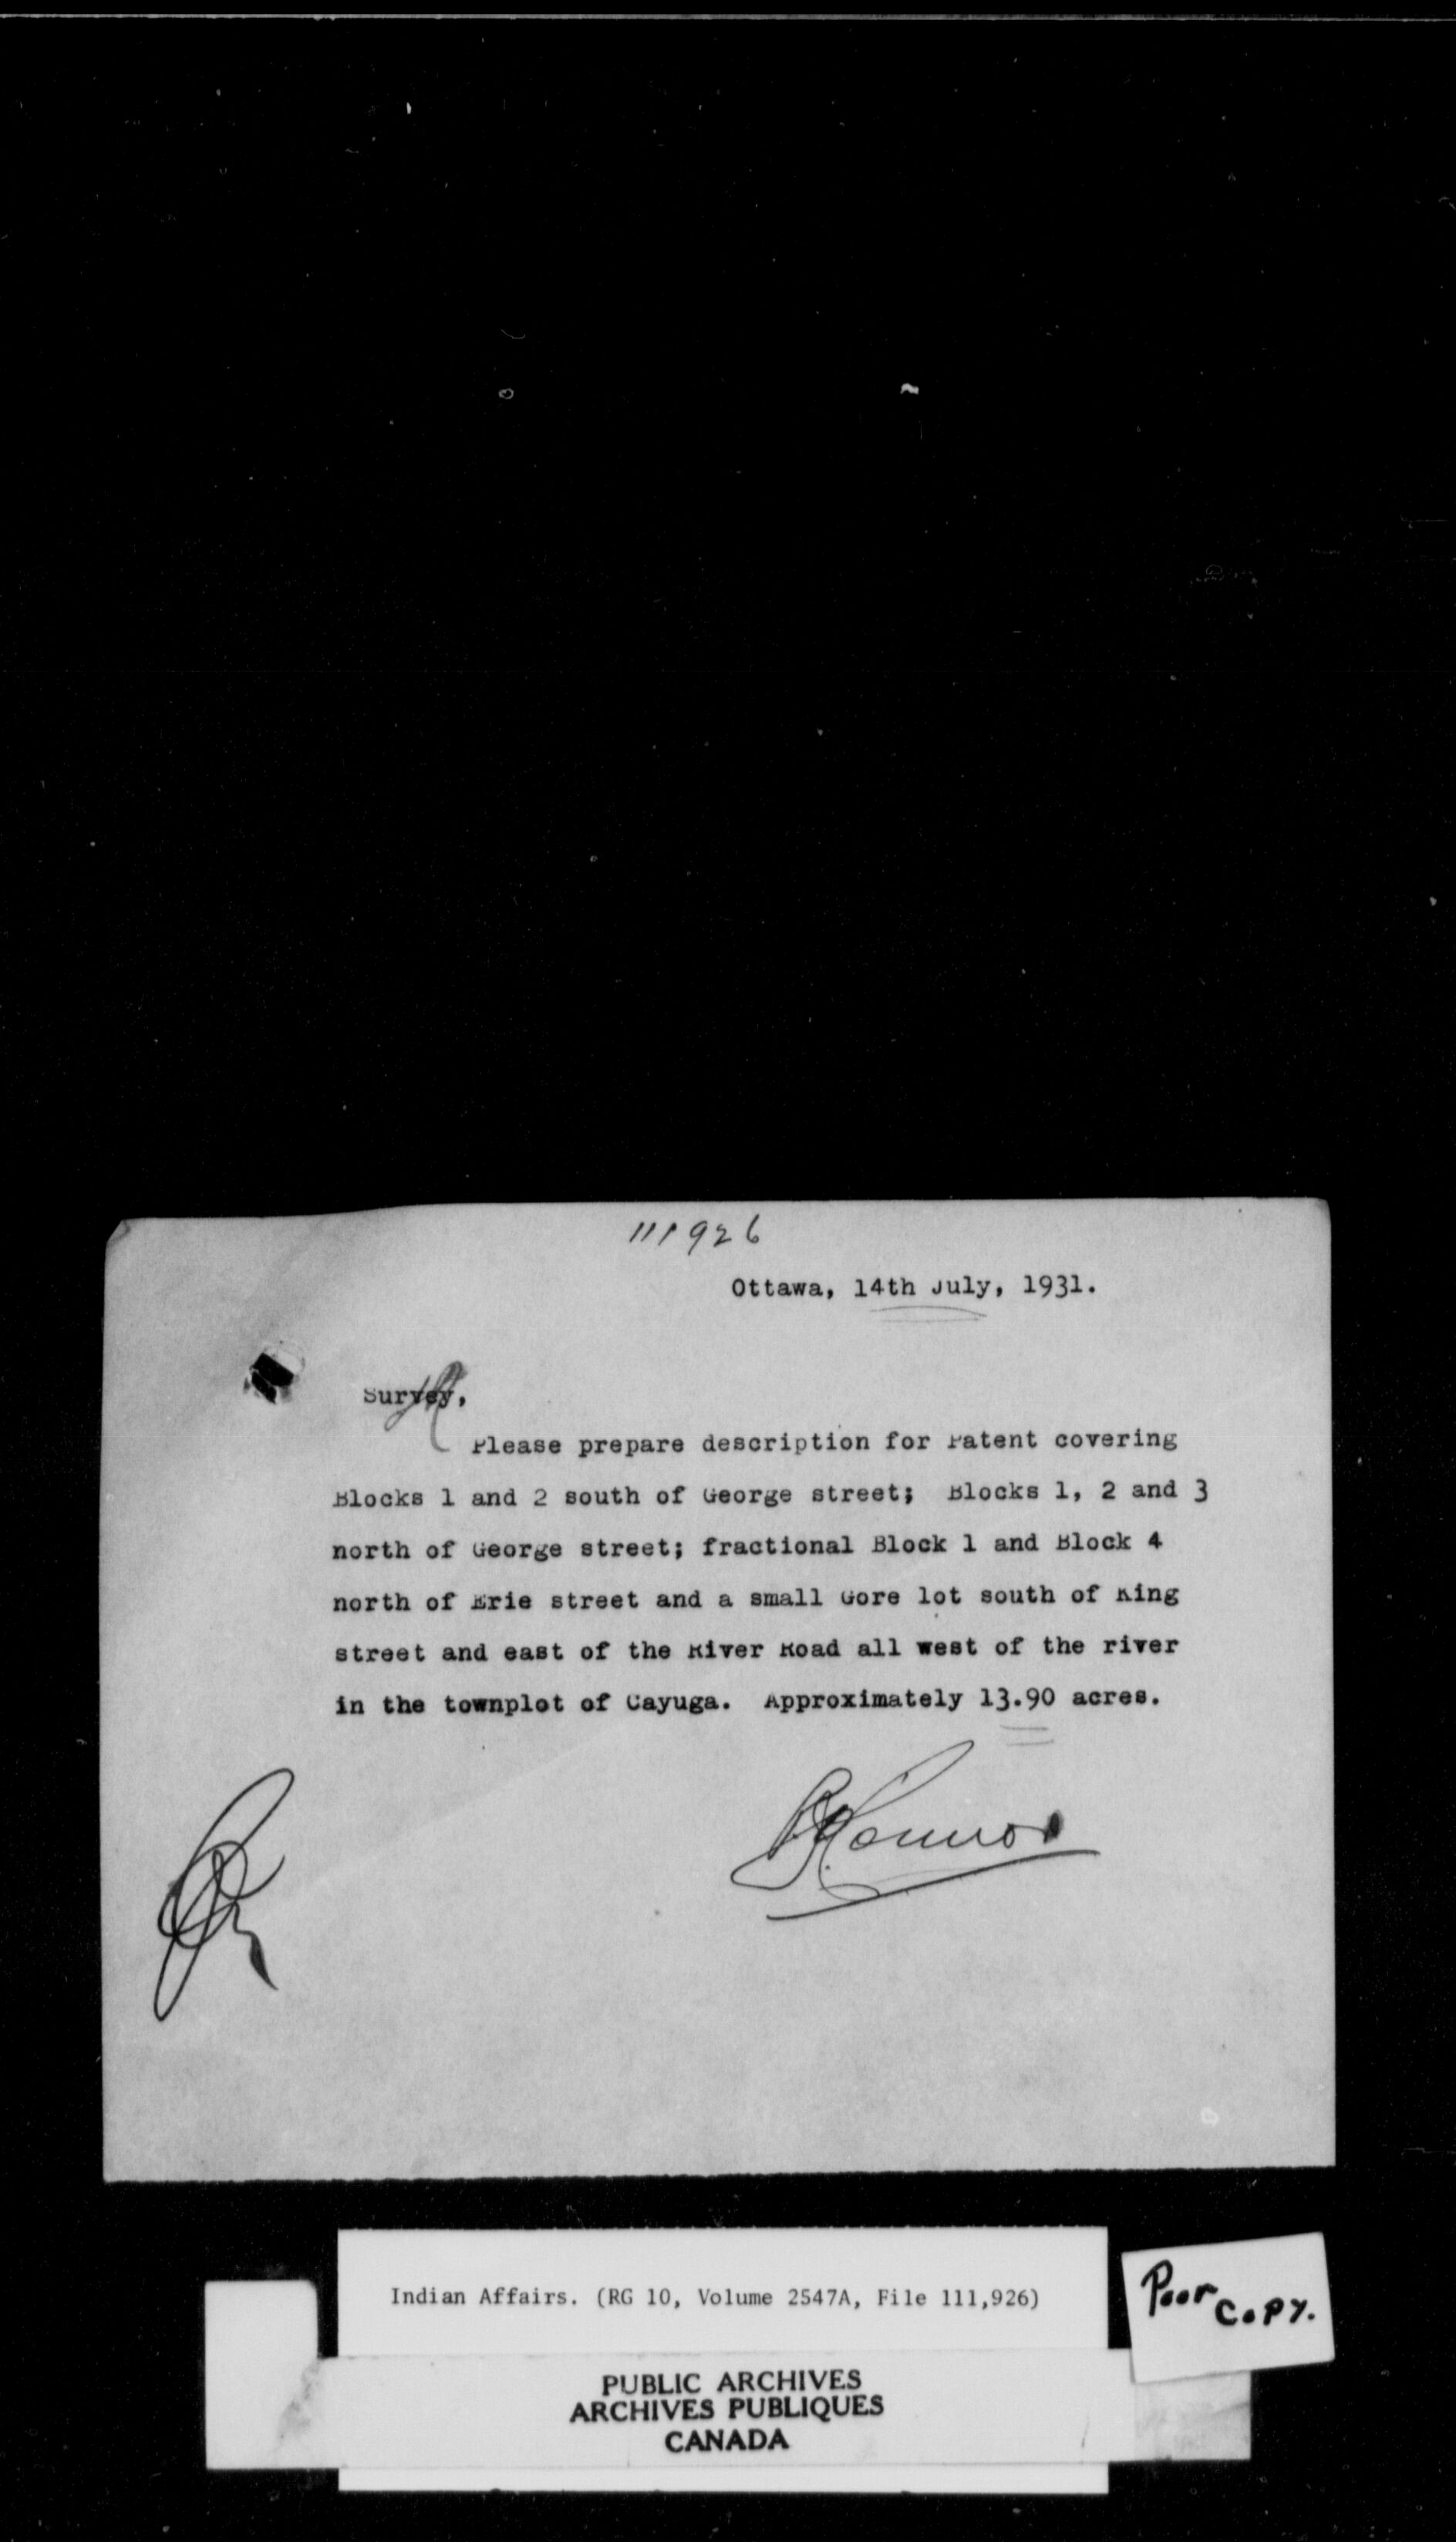 111926
Ottawa, 14th July, 1931.
Survey,
Please prepare description for Patent covering
Blocks 1 and 2 south of George street; Blocks 1, 2 and 3
north of George street; fractional Block 1 and Block 4
north of Erie street and a small Gore lot south of King
street and east of the River Road all west of the river
in the townplot of Cayuga. Approximately 13.90 acres.
Indian Affairs. (RG 10, Volume 2547A, File 111,926)
Poor Copy.
PUBLIC ARCHIVES
ARCHIVES PUBLIQUES
CANADA